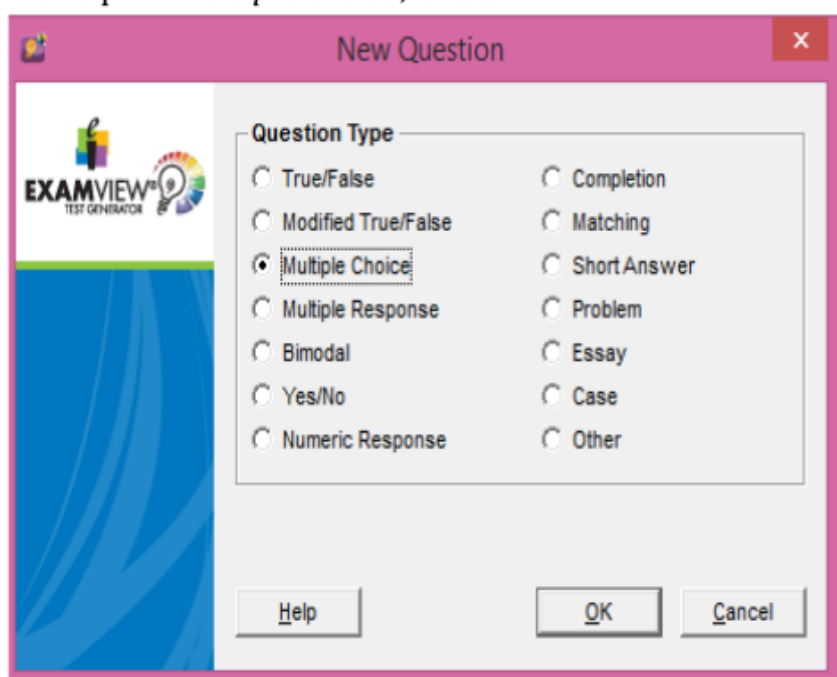 New Question
x
e
i
EXAMVIEW®
TEST GENERATOR
Question Type
True/False
Completion
Modified True/False
Matching
Multiple Choice
Short Answer
Multiple Response
Problem
Bimodal
Essay
Yes/No
Case
Numeric Response
Other
Help
OK
Cancel